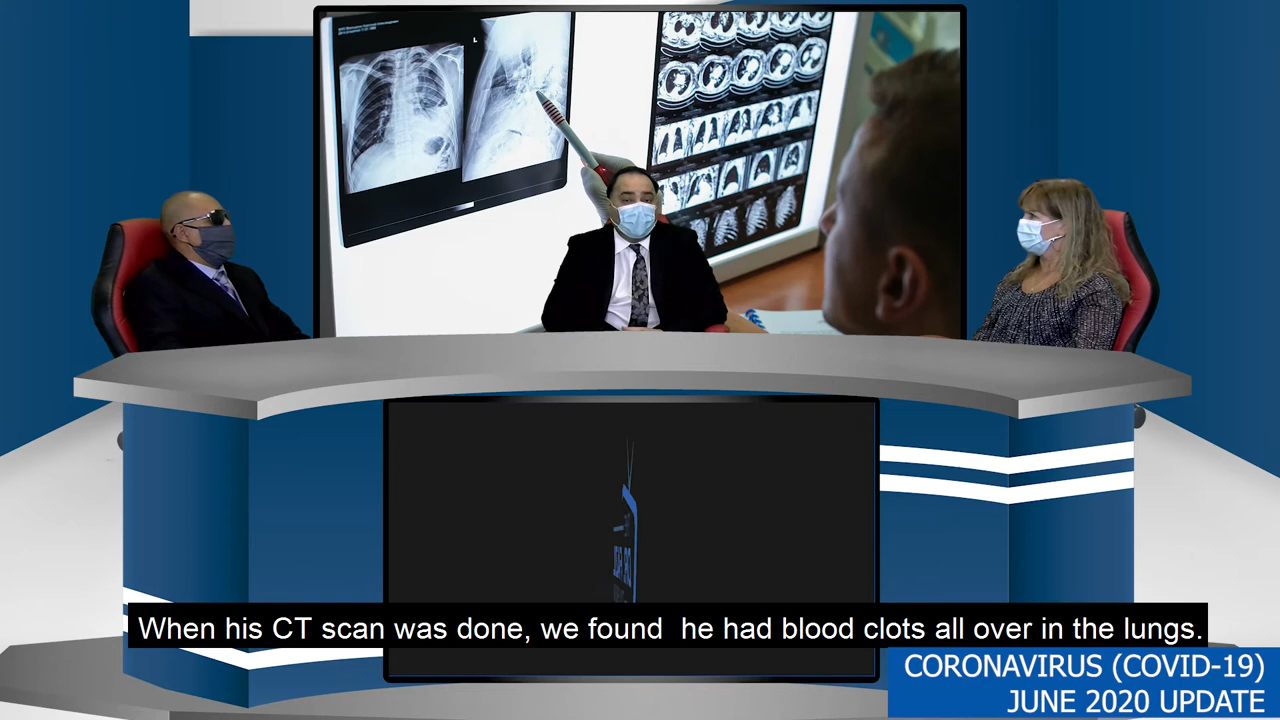 L
When his CT scan was done, we found  he had blood clots all over in the lungs.
CORONAVIRUS (COVID-19)
JUNE 2020 UPDATE